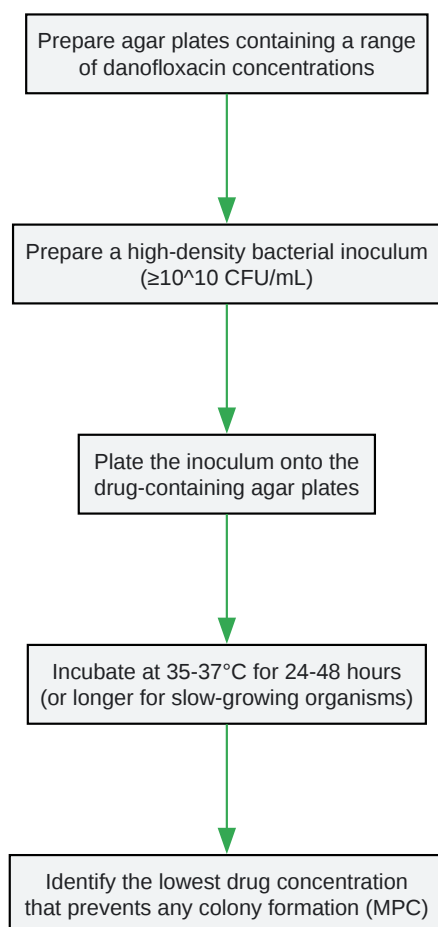 Prepare agar plates containing a range
of danofloxacin concentrations
Prepare a high-density bacterial inoculum
(≥10^10 CFU/mL)
Plate the inoculum onto the
drug-containing agar plates
Incubate at 35-37°C for 24-48 hours
(or longer for slow-growing organisms)
Identify the lowest drug concentration
that prevents any colony formation (MPC)